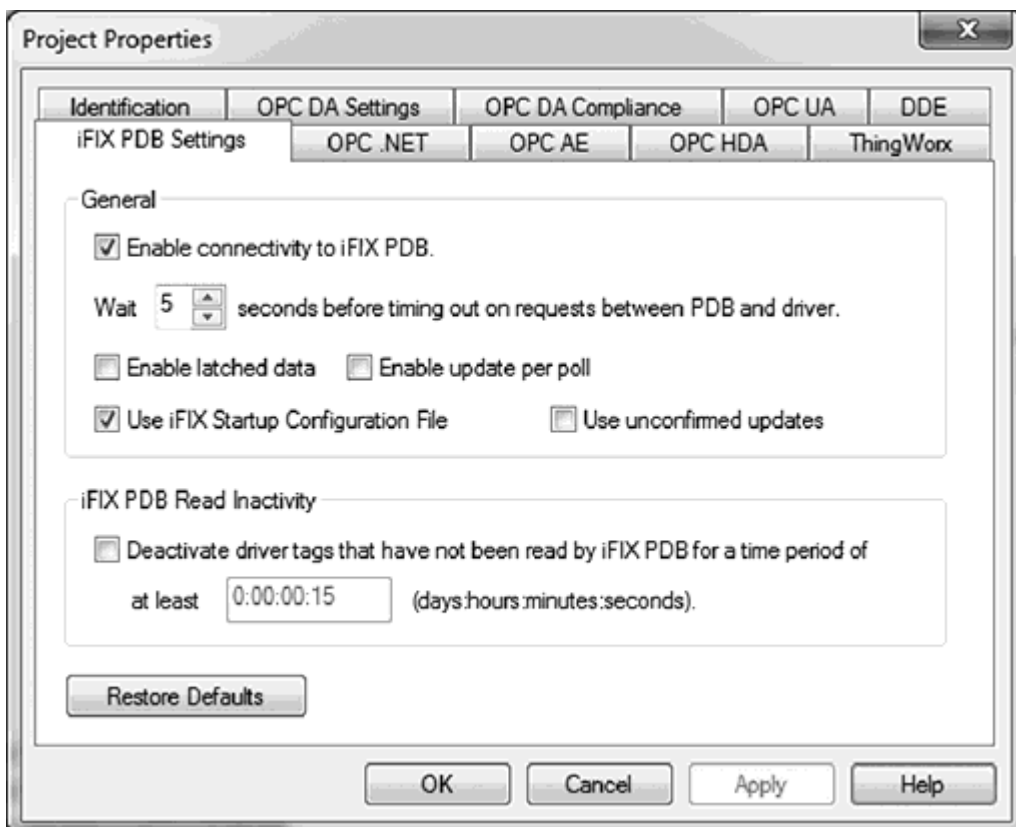 Project Properties
Identification OPC DA Settings OPC DA Compliance OPC UA DDE
iFIX PDB Settings OPC .NET OPC AE OPC HDA ThingWorx
General
Enable connectivity to iFIX PDB.
Wait 5 seconds before timing out on requests between PDB and driver.
Enable latched data Enable update per poll
Use iFIX Startup Configuration File Use unconfirmed updates
iFIX PDB Read Inactivity
Deactivate driver tags that have not been read by iFIX PDB for a time period of
at least 0:00:00:15 (days:hours:minutes:seconds).
Restore Defaults
OK Cancel Apply Help